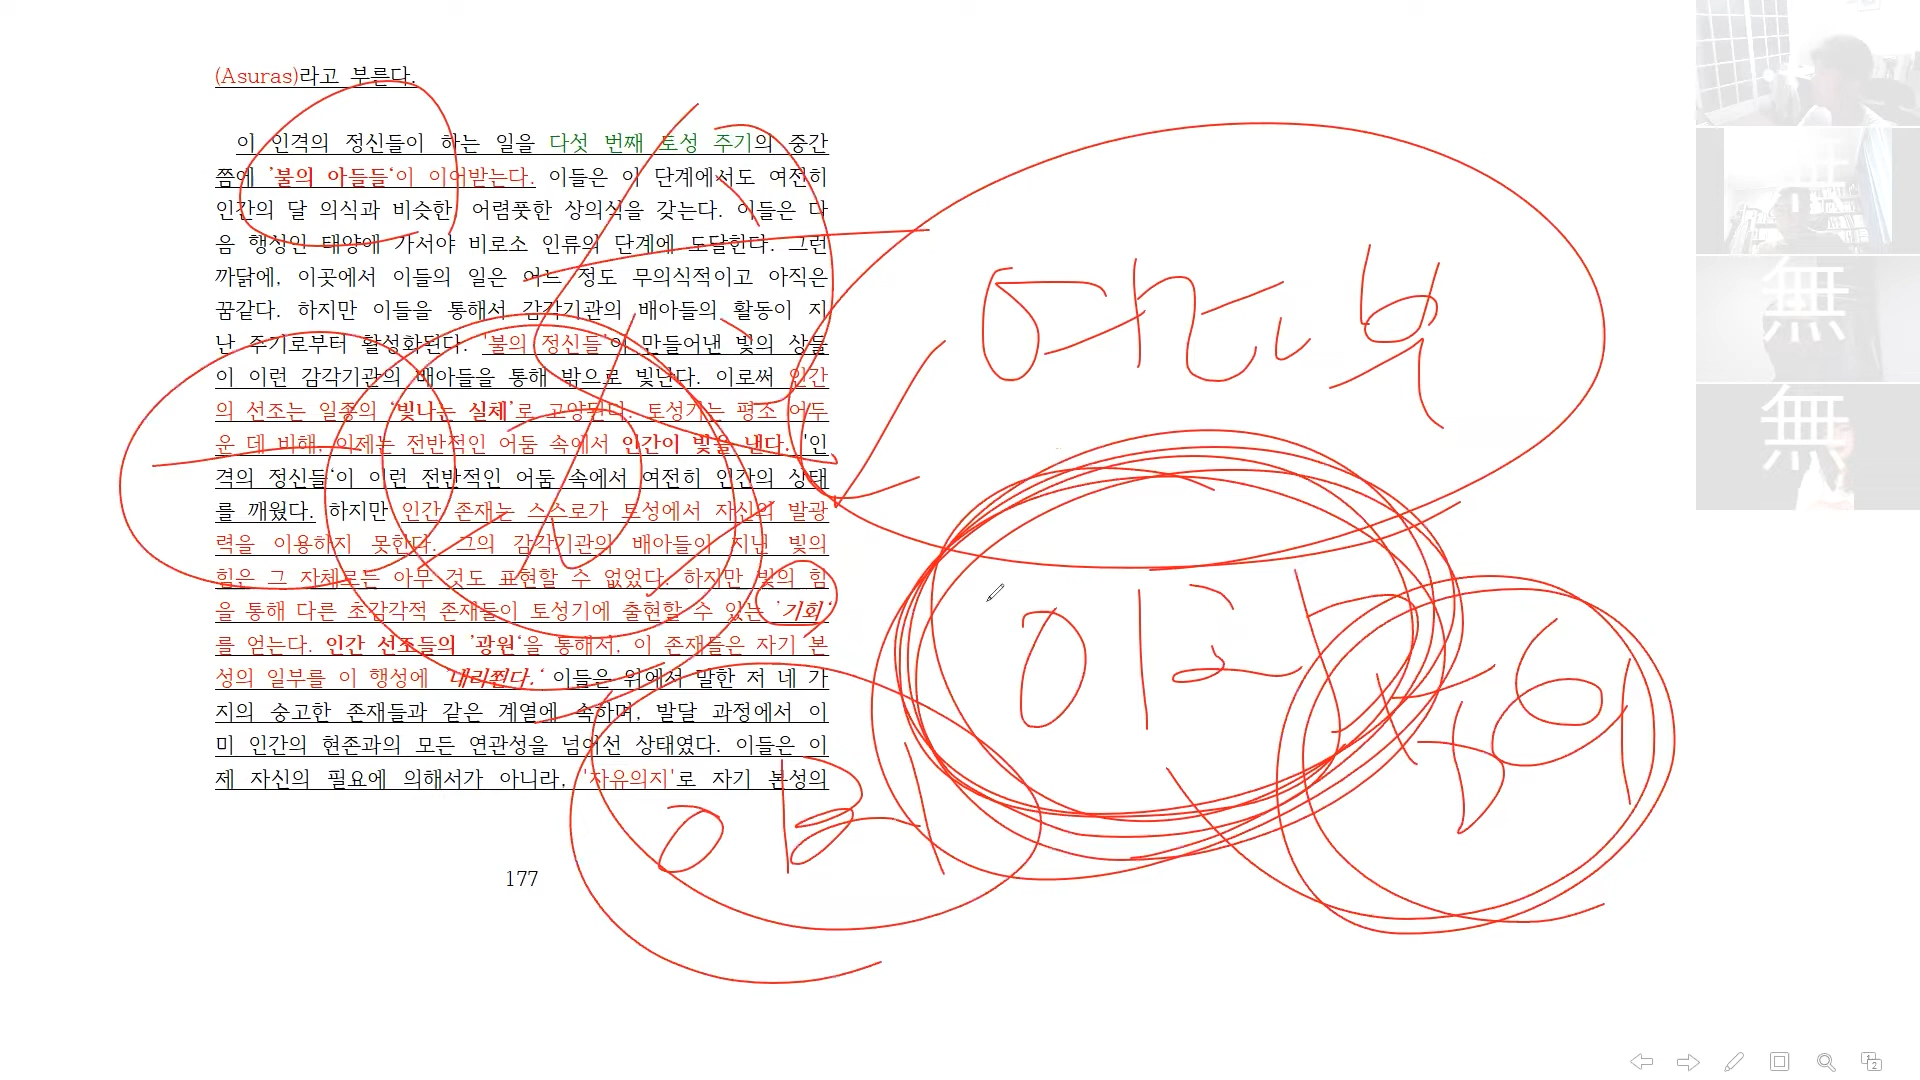 (Asuras)라고 부른다.
이 인격의 정신들이 하는 일을 다섯 번째 토성 주기의 중간
쯤에 '불의 아들들'이 이어받는다. 이들은 이 단계에서도 여전히
인간의 달 의식과 비슷한 어렴풋한 상의식을 갖는다. 이들은 다
음 행성인 태양에 가서야 비로소 인류의 단계에 도달한다. 그런
까닭에, 이곳에서 이들의 일은 어느 정도 무의식적이고 아직은
꿈같다. 하지만 이들을 통해서 감각기관의 배아들의 활동이 지
난 주기로부터 활성화된다. '불의 정신들'이 만들어낸 빛의 상들
이 이런 감각기관의 배아들을 통해 밖으로 빛난다. 이로써 인간
의 선조는 일종의 '빛나는 실체'로 고양된다. 토성기는 평소 어두
운 데 비해, 이제는 전반적인 어둠 속에서 인간이 빛을 낸다. '인
격의 정신들'이 이런 전반적인 어둠 속에서 여전히 인간의 상태
를 깨웠다. 하지만 인간 존재는 스스로가 토성에서 자신의 발광
력을 이용하지 못한다. 그의 감각기관의 배아들이 지닌 빛의
힘은 그 자체로는 아무 것도 표현할 수 없었다. 하지만 빛의 힘
을 통해 다른 초감각적 존재들이 토성기에 출현할 수 있는 '기회'
를 얻는다. 인간 선조들의 '광원'을 통해서, 이 존재들은 자기 본
성의 일부를 이 행성에 '내리쬔다.' 이들은 위에서 말한 저 네 가
지의 숭고한 존재들과 같은 계열에 속하며, 발달 과정에서 이
미 인간의 현존과의 모든 연관성을 넘어선 상태였다. 이들은 이
제 자신의 필요에 의해서가 아니라, '자유의지'로 자기 본성의
177
無
無
無